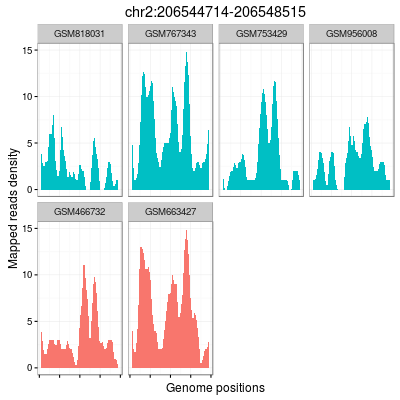 chr2:206544714-206548515
GSM818031 GSM767343 GSM753429 GSM956008
15
10
5
0
Mapped reads density
GSM466732 GSM663427
15
10
5
0
Genome positions